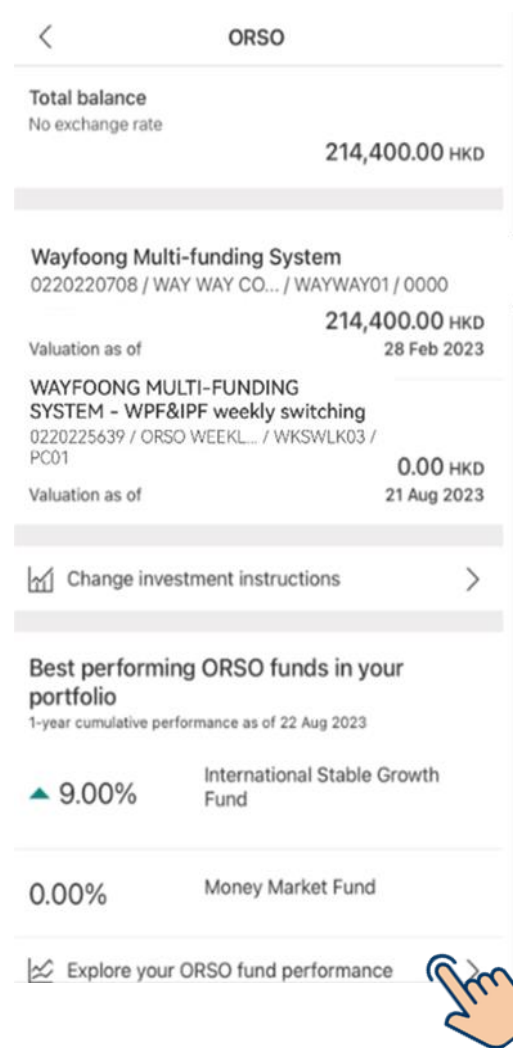 ORSO
Total balance
No exchange rate
214,400.00 HKD
Wayfoong Multi-funding System
0220220708 / WAY WAY CO... / WAYWAY01 / 0000
214,400.00 HKD
Valuation as of 28 Feb 2023
WAYFOONG MULTI-FUNDING
SYSTEM - WPF&IPF weekly switching
0220225639 / ORSO WEEKL... / WKSWLK03 /
PC01
0.00 HKD
Valuation as of 21 Aug 2023
Change investment instructions
Best performing ORSO funds in your
portfolio
1-year cumulative performance as of 22 Aug 2023
9.00% International Stable Growth
Fund
0.00% Money Market Fund
Explore your ORSO fund performance